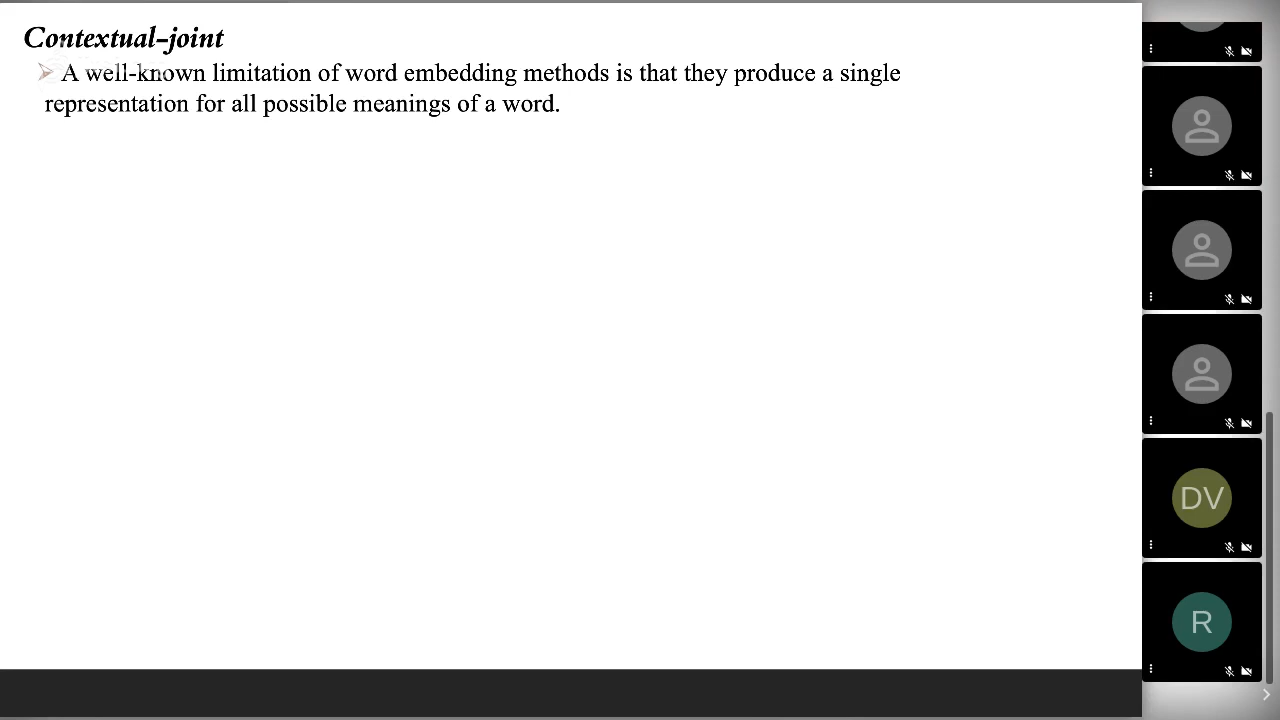 Contextual-joint
A well-known limitation of word embedding methods is that they produce a single
representation for all possible meanings of a word.
DV
R